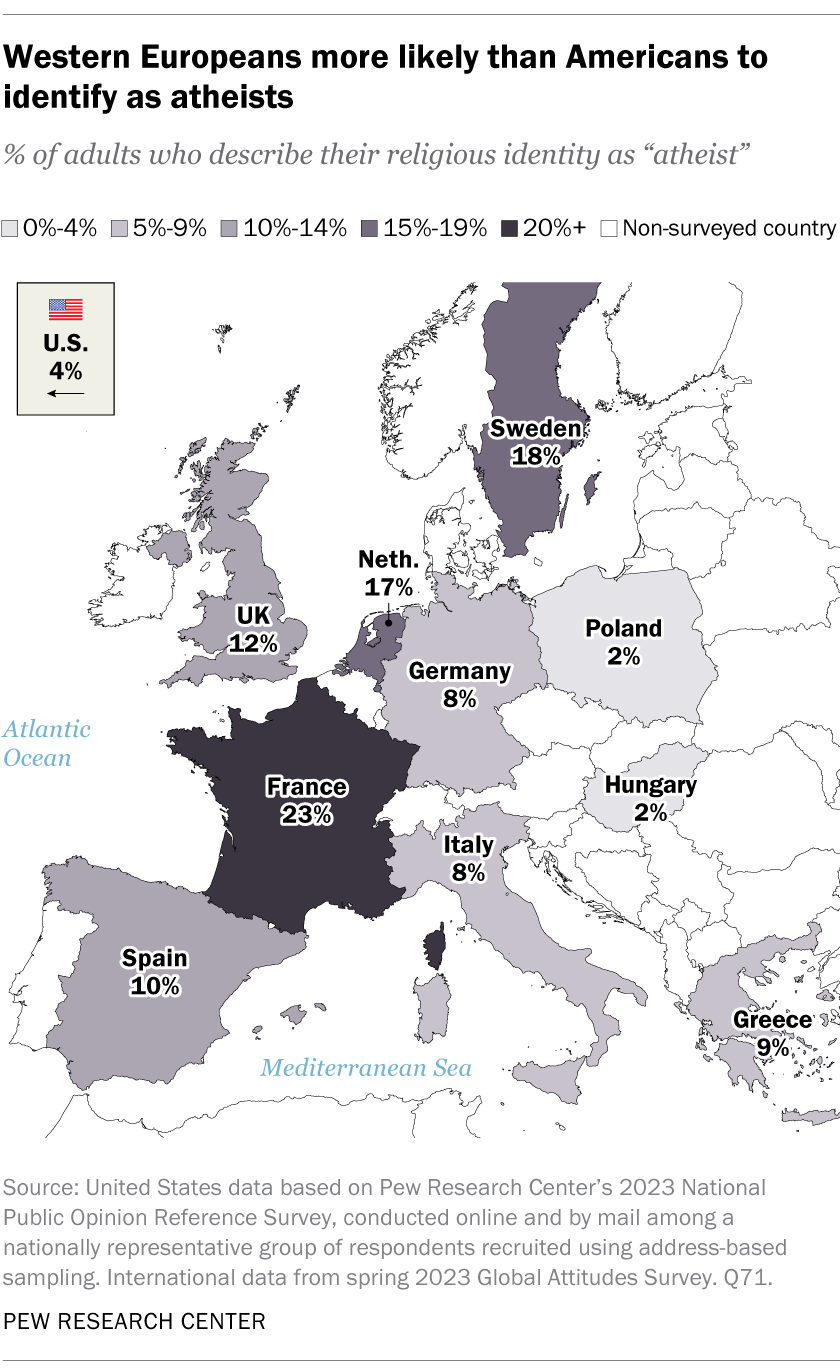 Western Europeans more likely than Americans to
identify as atheists
% of adults who describe their religious identity as “atheist”
0%-4% 5%-9% 10%-14% 15%-19% 20%+ Non-surveyed country
U.S.
4%
Sweden
18%
Neth.
17%
UK
12%
Poland
2%
Germany
8%
Atlantic
Ocean
France
23%
Hungary
2%
Italy
8%
Spain
10%
Greece
9%
Mediterranean Sea
Source: United States data based on Pew Research Center’s 2023 National
Public Opinion Reference Survey, conducted online and by mail among a
nationally representative group of respondents recruited using address-based
sampling. International data from spring 2023 Global Attitudes Survey. Q71.
PEW RESEARCH CENTER